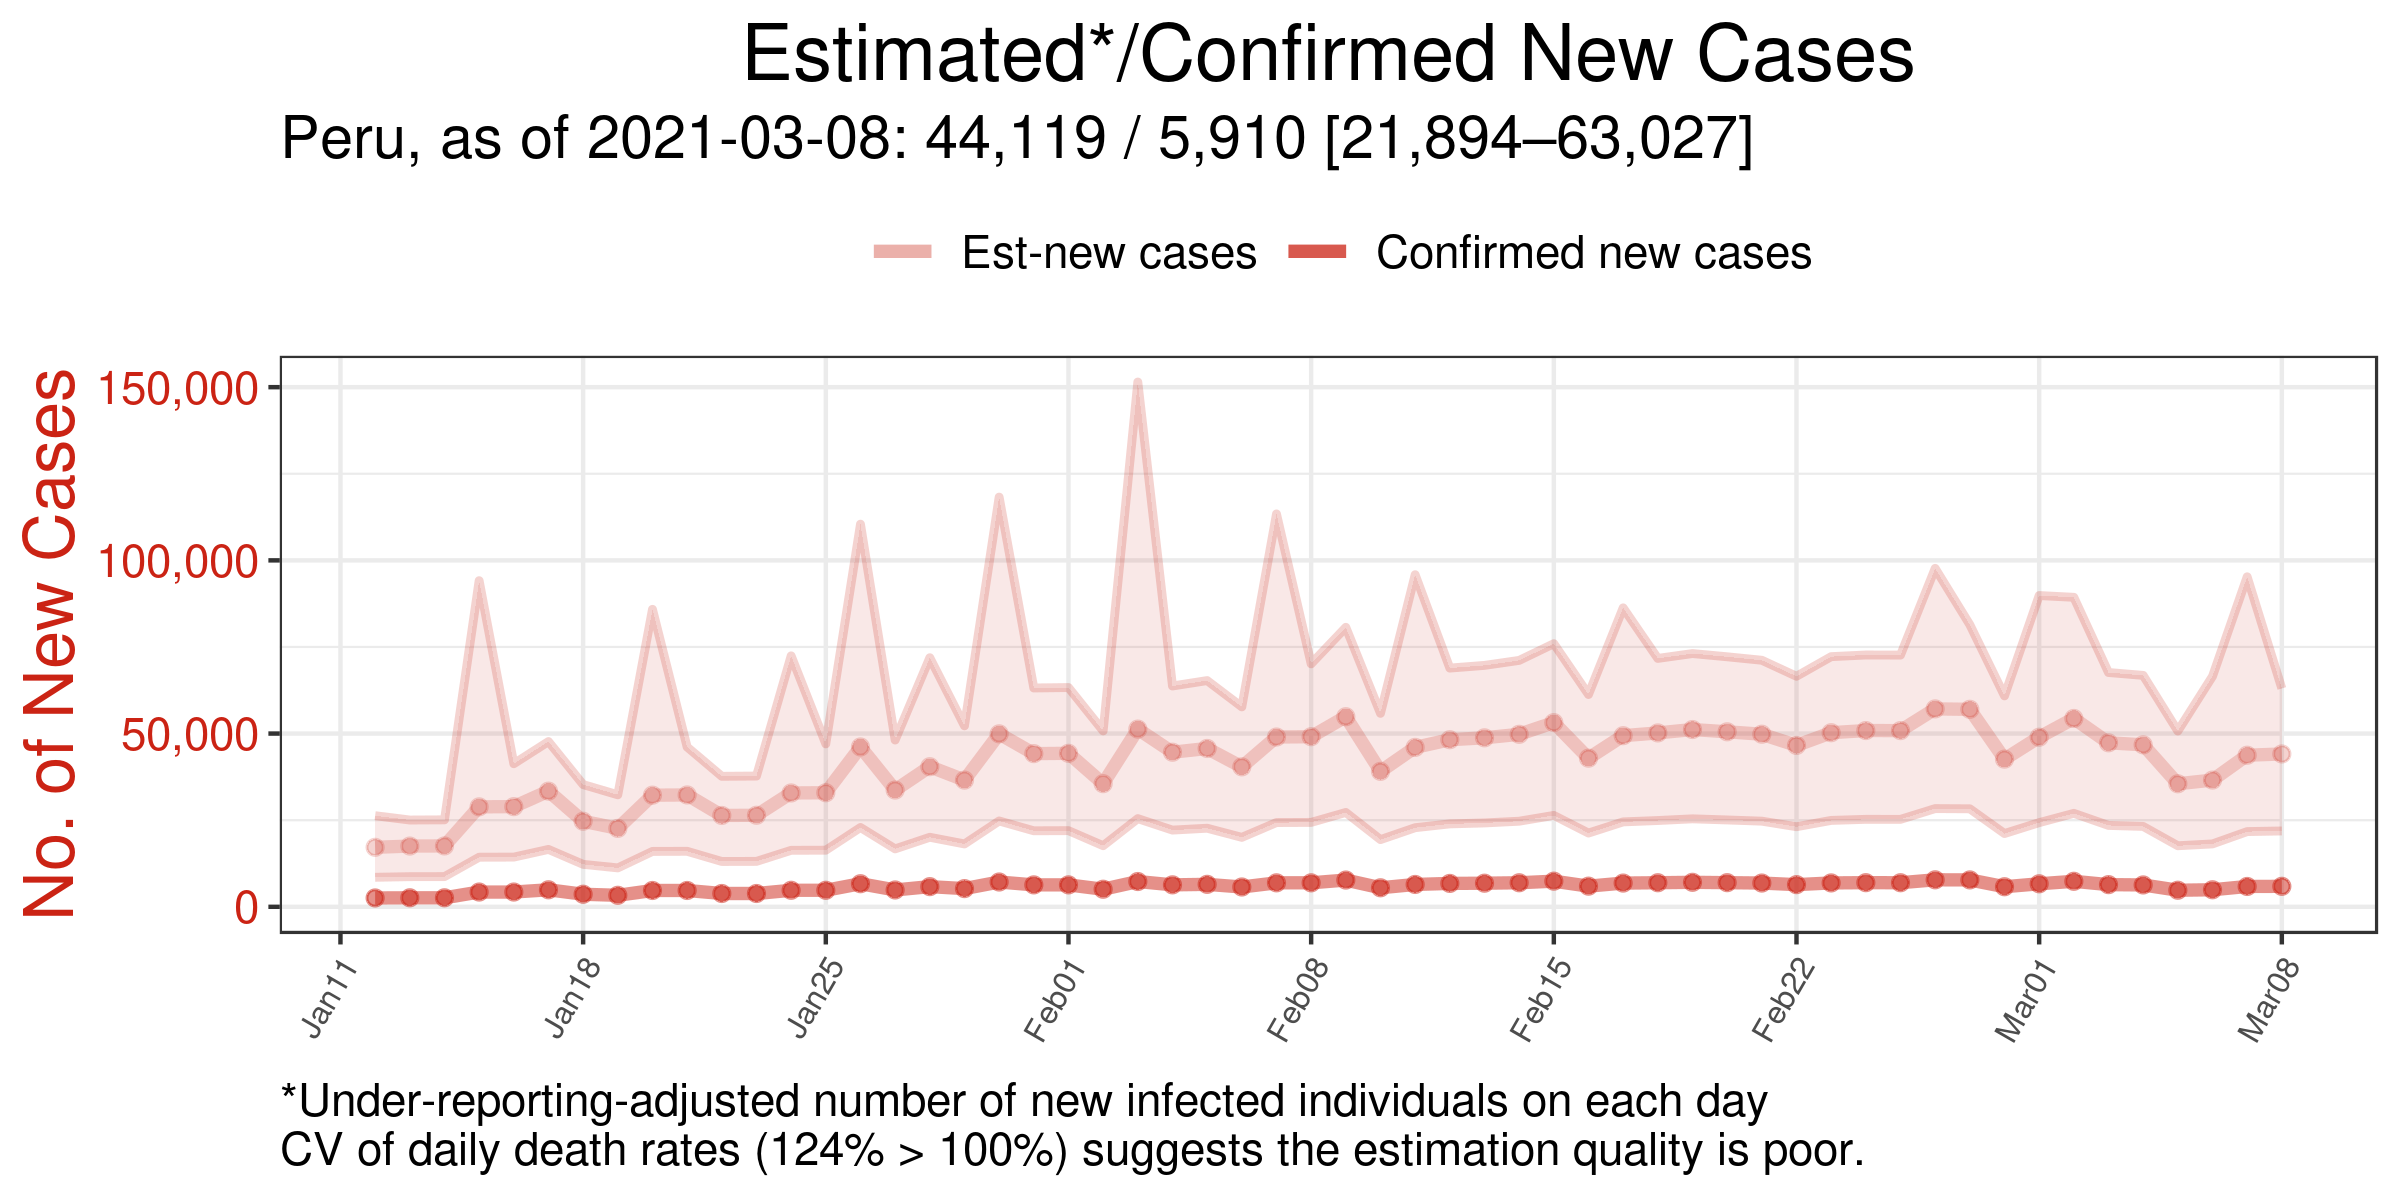 Estimated*/Confirmed New Cases
Peru, as of 2021-03-08: 44,119 / 5,910 [21,894–63,027]
Est-new cases
Confirmed new cases
No. of New Cases
150,000
100,000
50,000
0
Jan11
Jan18
Jan25
Feb01
Feb08
Feb15
Feb22
Mar01
Mar08
*Under-reporting-adjusted number of new infected individuals on each day
CV of daily death rates (124% > 100%) suggests the estimation quality is poor.